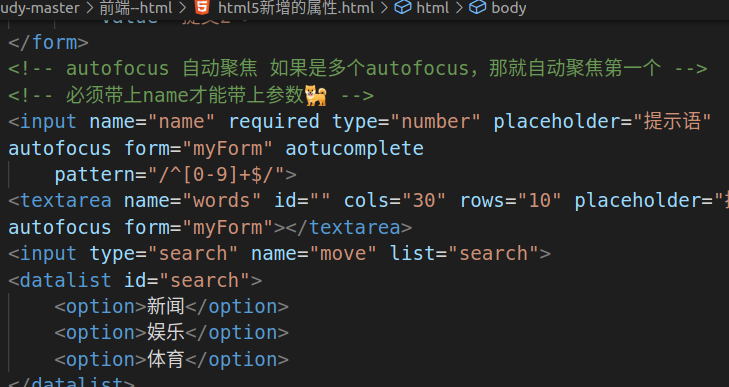 udy-master > 前端--html > html5新增的属性.html > html > body
</form>
<!-- autofocus 自动聚焦 如果是多个autofocus，那就自动聚焦第一个 -->
<!-- 必须带上name才能带上参数🐕 -->
<input name="name" required type="number" placeholder="提示语"
autofocus form="myForm" aotucomplete
pattern="/^[0-9]+$/">
<textarea name="words" id="" cols="30" rows="10" placeholder="
autofocus form="myForm"></textarea>
<input type="search" name="move" list="search">
<datalist id="search">
<option>新闻</option>
<option>娱乐</option>
<option>体育</option>
</datalist>